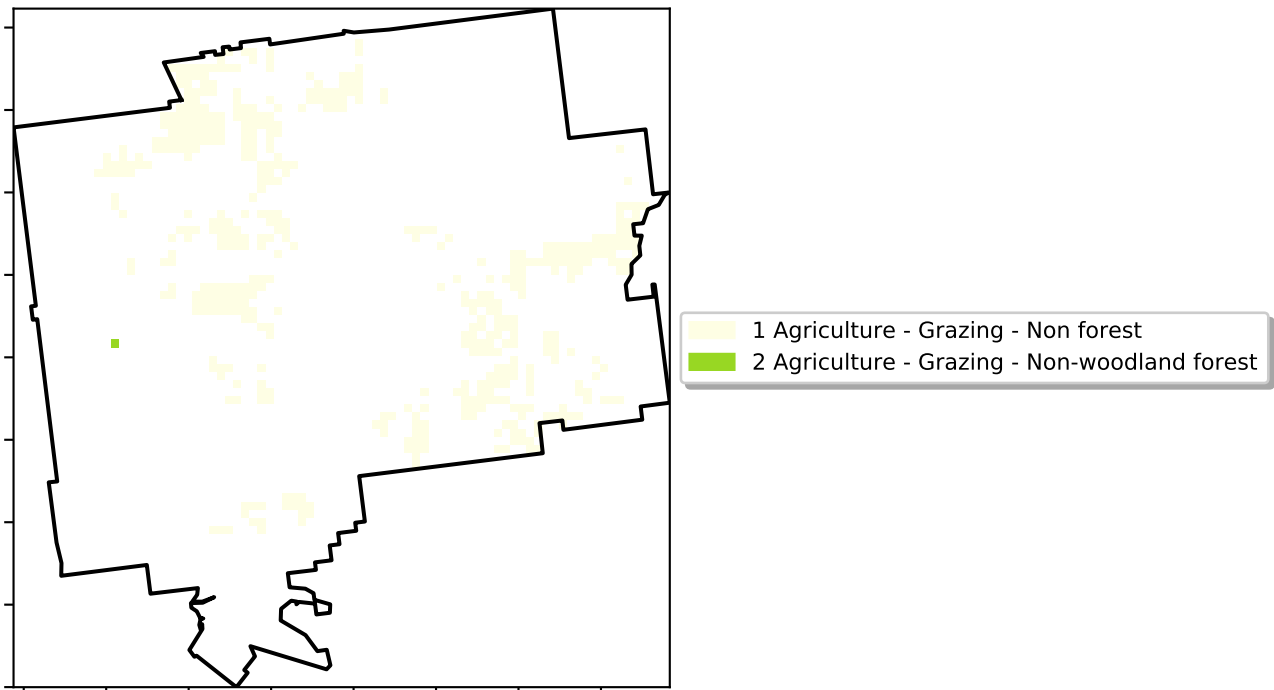 1 Agriculture - Grazing - Non forest
2 Agriculture - Grazing - Non-woodland forest